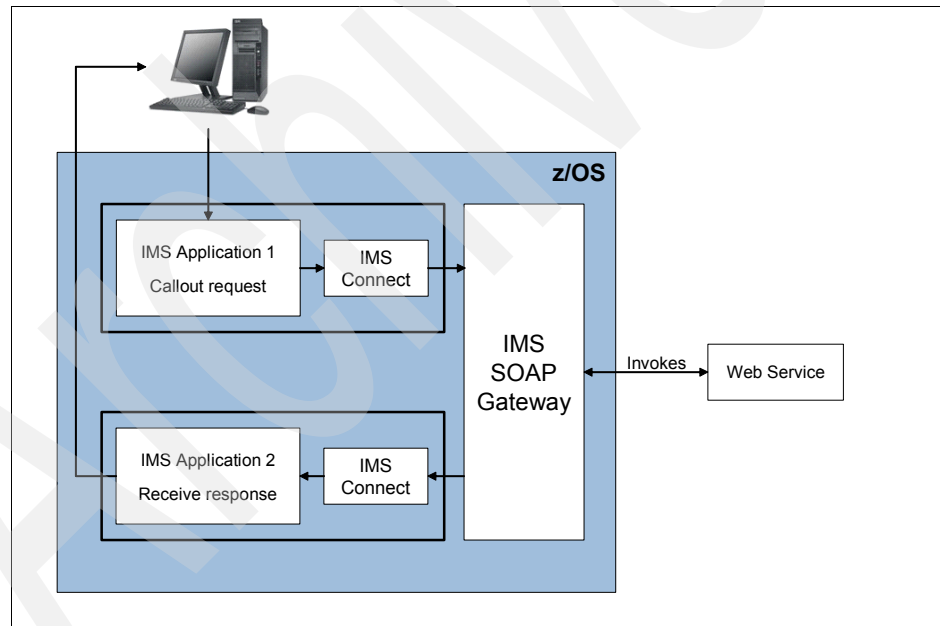 z/OS
IMS Application 1
Callout request
IMS
Connect
IMS
SOAP
Gateway
Invokes
Web Service
IMS Application 2
Receive response
IMS
Connect
Archive